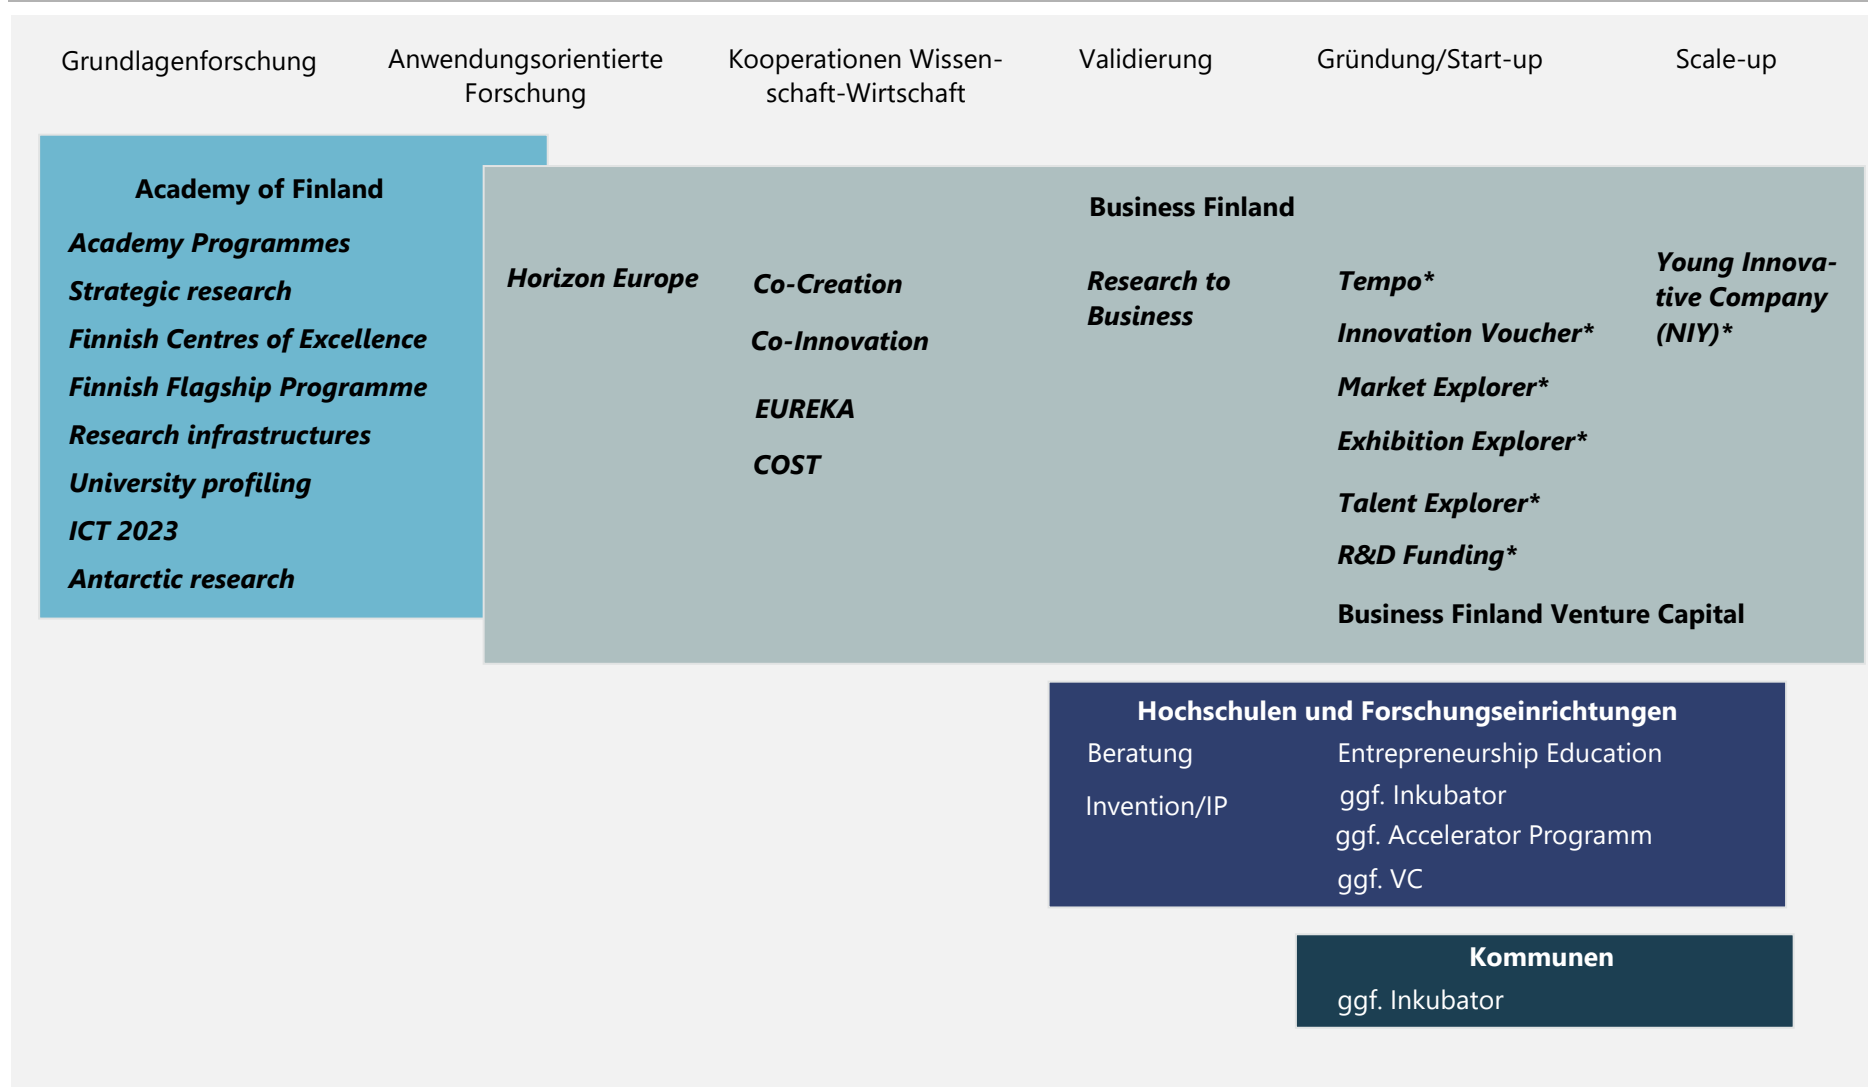 Grundlagenforschung
Anwendungsorientierte
Forschung
Kooperationen Wissen-
schaft-Wirtschaft
Validierung
Gründung/Start-up
Scale-up
Academy of Finland
Academy Programmes
Strategic research
Finnish Centres of Excellence
Finnish Flagship Programme
Research infrastructures
University profiling
ICT 2023
Antarctic research
Business Finland
Horizon Europe
Co-Creation
Co-Innovation
EUREKA
COST
Research to
Business
Tempo*
Innovation Voucher*
Market Explorer*
Exhibition Explorer*
Talent Explorer*
R&D Funding*
Business Finland Venture Capital
Young Innova-
tive Company
(NIY)*
Hochschulen und Forschungseinrichtungen
Beratung
Invention/IP
Entrepreneurship Education
ggf. Inkubator
ggf. Accelerator Programm
ggf. VC
Kommunen
ggf. Inkubator